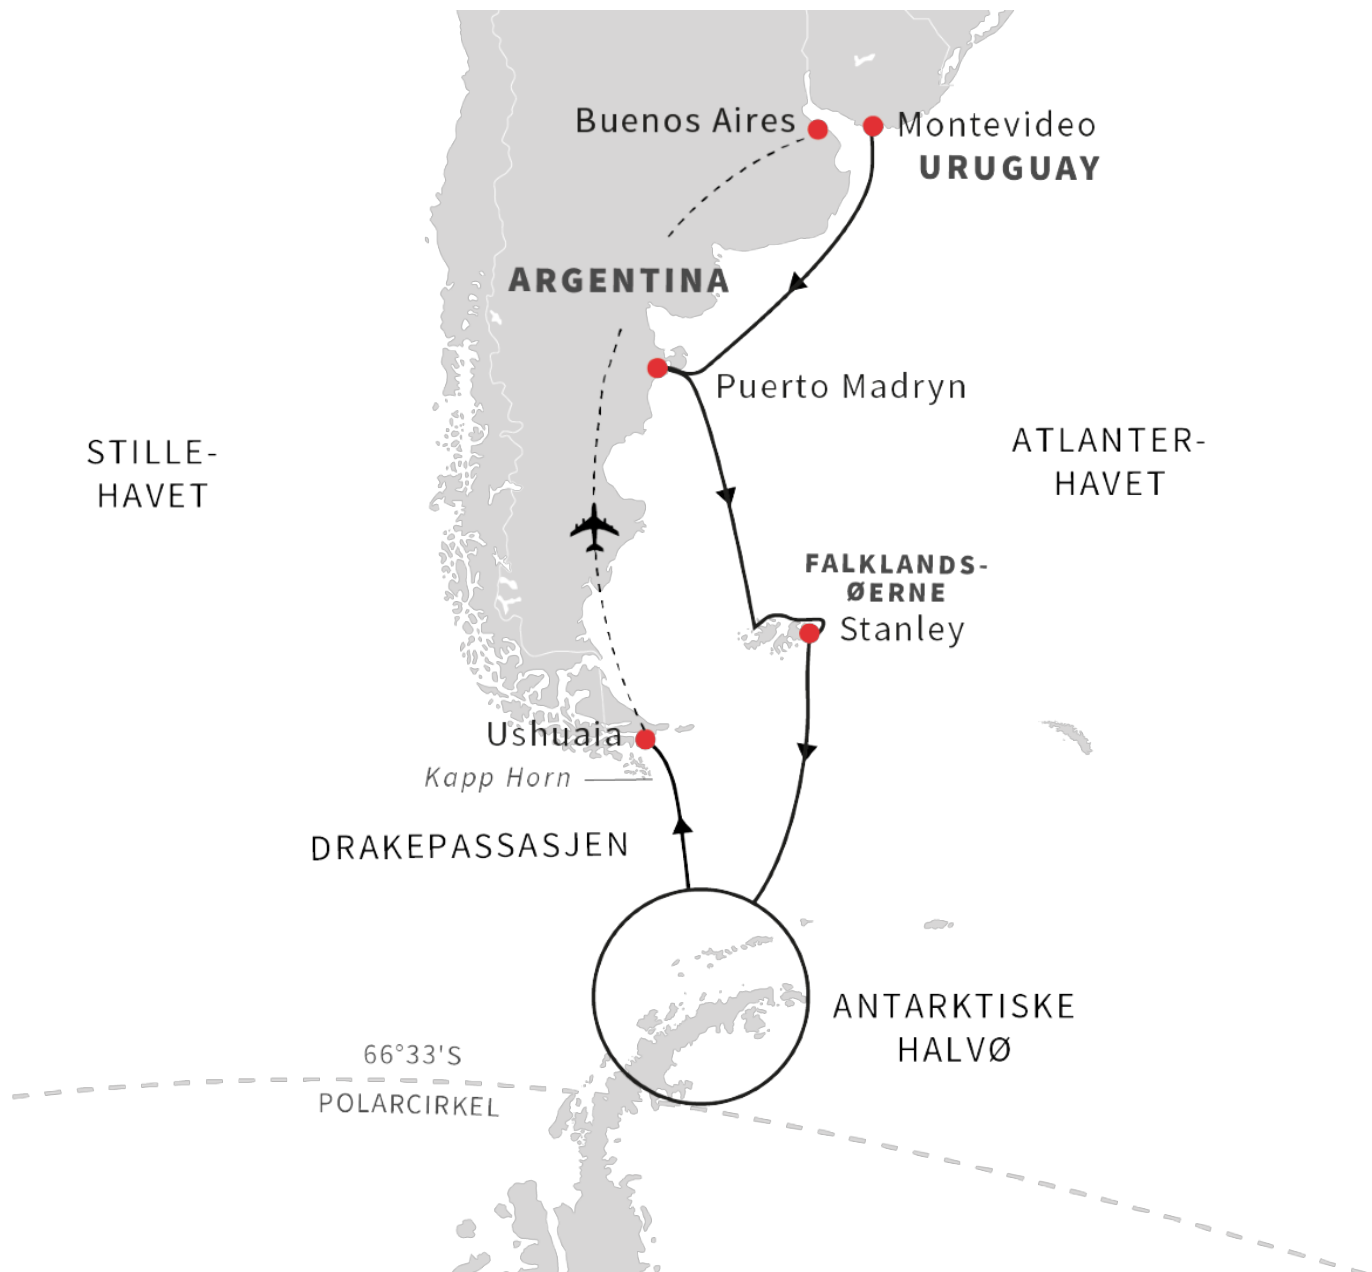 Buenos Aires
Montevideo
URUGUAY
ARGENTINA
Puerto Madryn
STILLE-
HAVET
ATLANTER-
HAVET
FALKLANDS-
ØERNE
Stanley
Ushuaia
Kapp Horn
DRAKEPASSASJEN
ANTARKTISKE
HALVØ
66°33'S
POLARCIRKEL